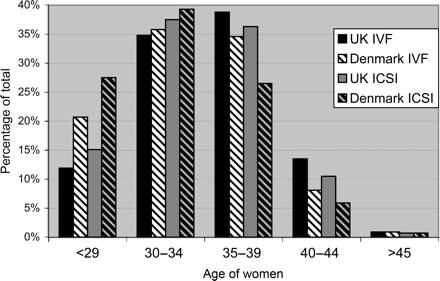 40%
35%
30%
25%
20%
15%
10%
5%
0%
Percentage of total
UK IVF
Denmark IVF
UK ICSI
Denmark ICSI
<29 30–34 35–39 40–44 >45
Age of women